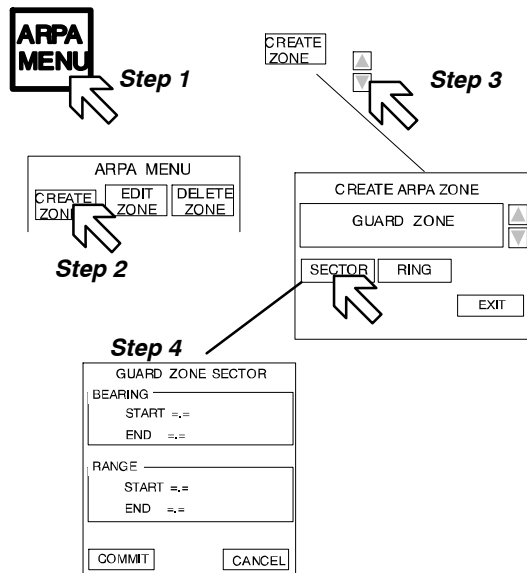 ARPA
MENU
Step 1
CREATE
ZONE
Step 3
ARPA MENU
CREATE
ZONE
EDIT
ZONE
DELETE
ZONE
Step 2
CREATE ARPA ZONE
GUARD ZONE
SECTOR RING
EXIT
Step 4
GUARD ZONE SECTOR
BEARING
START =.=
END =.=
RANGE
START =.=
END =.=
COMMIT CANCEL